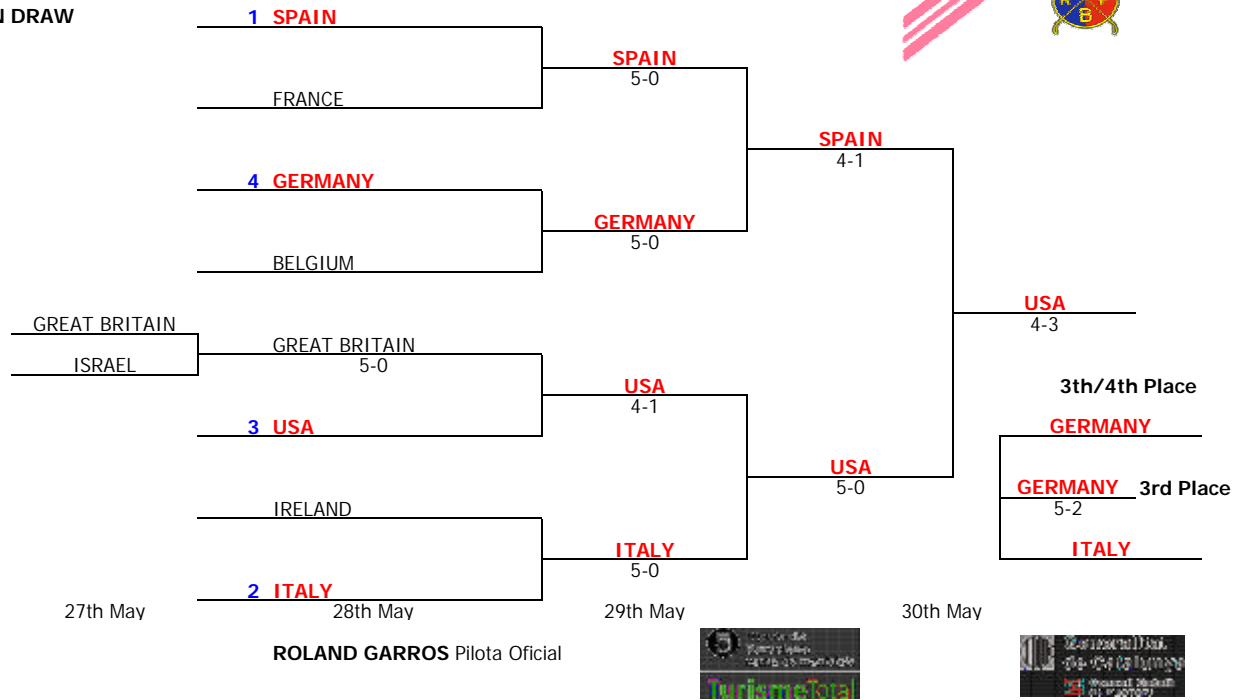 N DRAW
1 SPAIN
SPAIN
5-0
FRANCE
SPAIN
4-1
4 GERMANY
GERMANY
5-0
BELGIUM
USA
4-3
GREAT BRITAIN
ISRAEL
GREAT BRITAIN
5-0
USA
4-1
3 USA
3th/4th Place
GERMANY
USA
5-0
GERMANY 3rd Place
5-2
IRELAND
ITALY
5-0
ITALY
2 ITALY
27th May
28th May
29th May
30th May
ROLAND GARROS Pilota Oficial
TurismeTotal
B